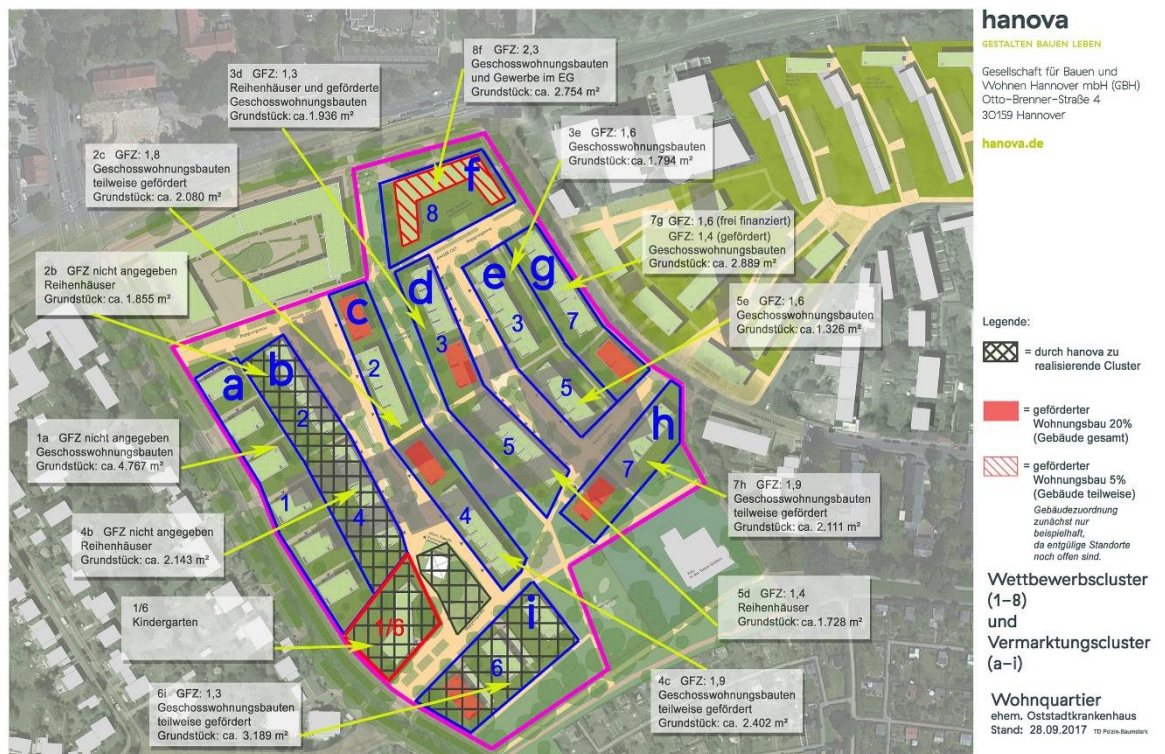 hanova
GESTALTEN BAUEN LEBEN
Gesellschaft für Bauen und
Wohnen Hannover mbH (GBH)
Otto-Brenner-Straße 4
30159 Hannover
hanova.de
8f GFZ: 2,3
Geschosswohnungsbauten
und Gewerbe im EG
Grundstück: ca. 2.754 m²
3d GFZ: 1,3
Reihenhäuser und geförderte
Geschosswohnungsbauten
Grundstück: ca. 1.936 m²
3e GFZ: 1,6
Geschosswohnungsbauten
Grundstück: ca. 1.794 m²
2c GFZ: 1,8
Geschosswohnungsbauten
teilweise gefördert
Grundstück: ca. 2.080 m²
7g GFZ: 1,6 (frei finanziert)
GFZ: 1,4 (gefördert)
Geschosswohnungsbauten
Grundstück: ca. 2.889 m²
2b GFZ nicht angegeben
Reihenhäuser
Grundstück: ca. 1.855 m²
5e GFZ: 1,6
Geschosswohnungsbauten
Grundstück: ca. 1.326 m²
1a GFZ nicht angegeben
Geschosswohnungsbauten
Grundstück: ca. 4.767 m²
7h GFZ: 1,9
Geschosswohnungsbauten
teilweise gefördert
Grundstück: ca. 2.111 m²
4b GFZ nicht angegeben
Reihenhäuser
Grundstück: ca. 2.143 m²
5d GFZ: 1,4
Reihenhäuser
Grundstück: ca. 1.728 m²
1/6
Kindergarten
4c GFZ: 1,9
Geschosswohnungsbauten
teilweise gefördert
Grundstück: ca. 2.402 m²
6i GFZ: 1,3
Geschosswohnungsbauten
teilweise gefördert
Grundstück: ca. 3.189 m²
f
8
e
g
d
c
3
7
3
2
b
a
2
5
h
5
7
1
4
4
1/6
i
6
Legende:
= durch hanova zu
realisierende Cluster
= geförderter
Wohnungsbau 20%
(Gebäude gesamt)
= geförderter
Wohnungsbau 5%
(Gebäude teilweise)
Gebäudezuordnung
zunächst nur
beispielhaft,
da entgülige Standorte
noch offen sind.
Wettbewerbscluster
(1-8)
und
Vermarktungscluster
(a-i)
Wohnquartier
ehem. Oststadtkrankenhaus
Stand: 28.09.2017